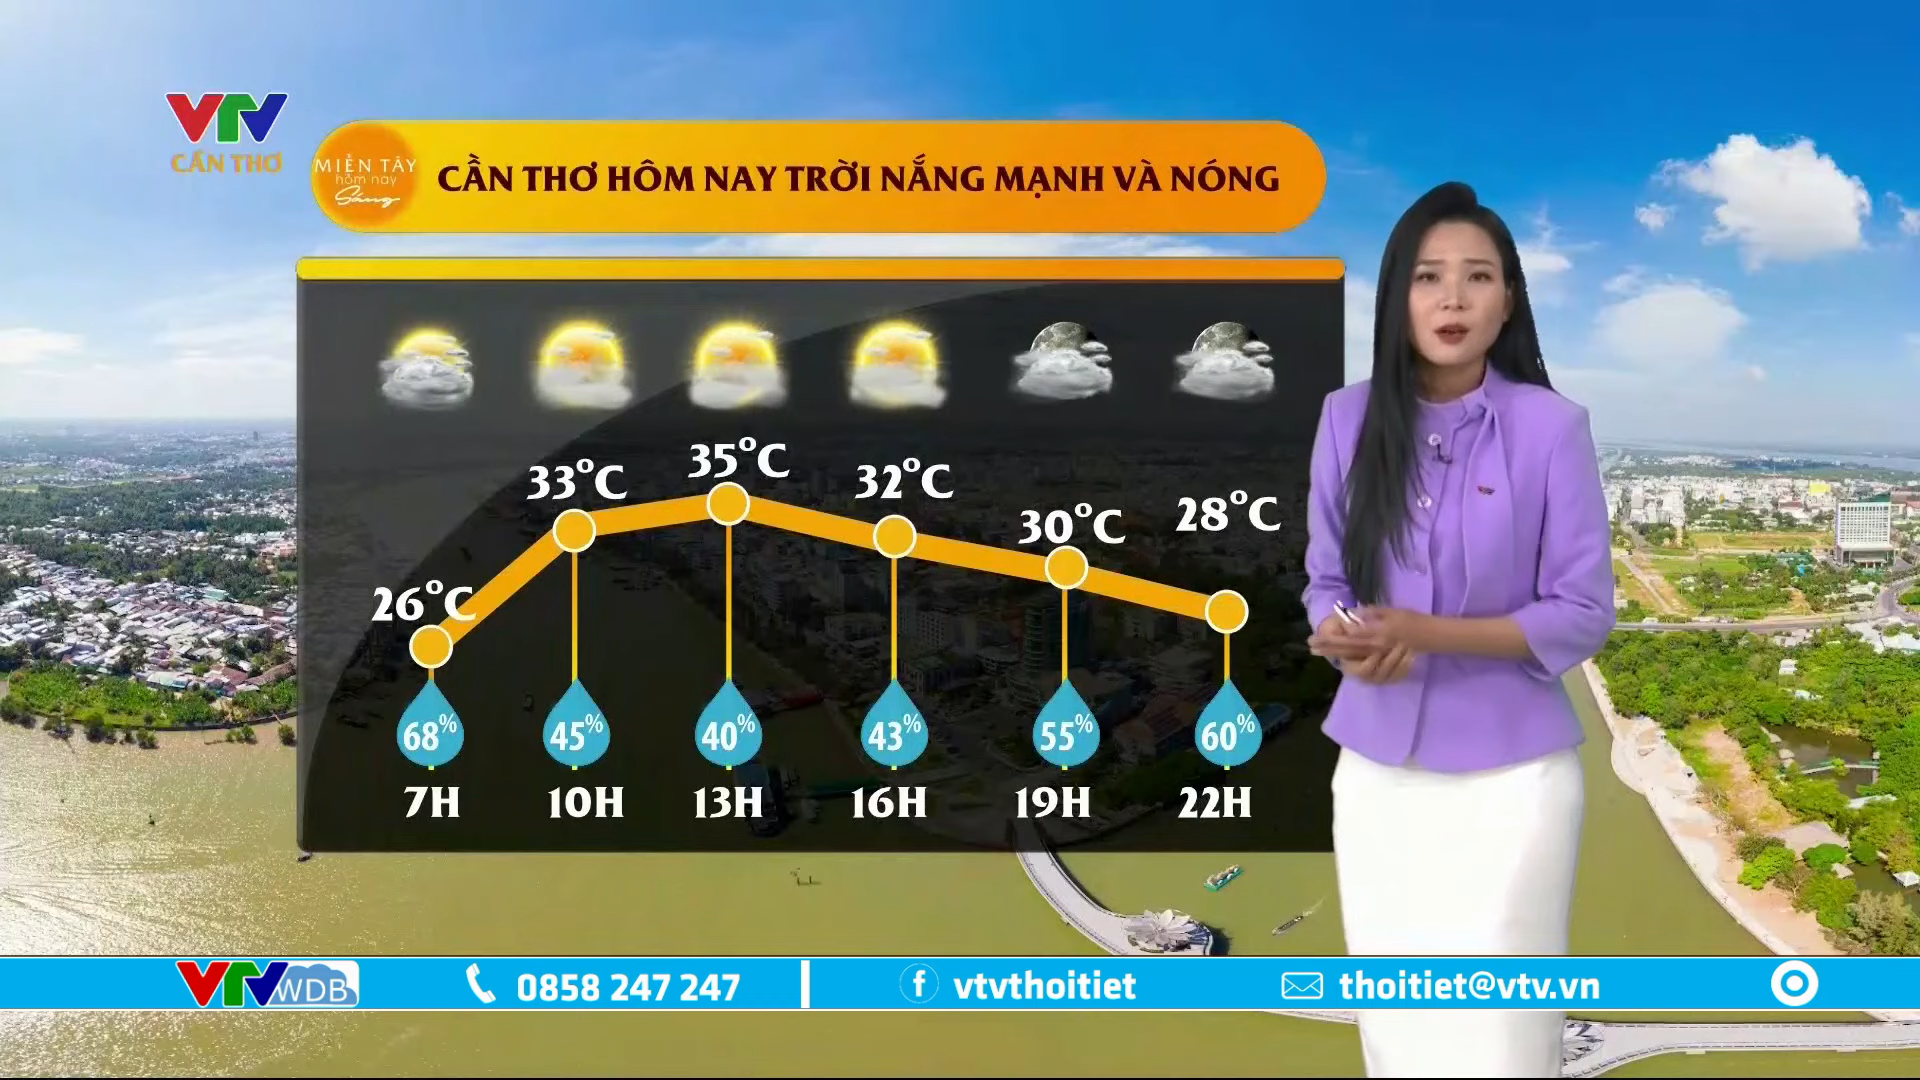 VTV
CẦN THƠ
MIỀN TÂY
hôm nay
Sáng
CẦN THƠ HÔM NAY TRỜI NẮNG MẠNH VÀ NÓNG
26°C 33°C 35°C 32°C 30°C 28°C
68% 45% 40% 43% 55% 60%
7H 10H 13H 16H 19H 22H
VTV WDB 0858 247 247 vtvthoitiet thoitiet@vtv.vn